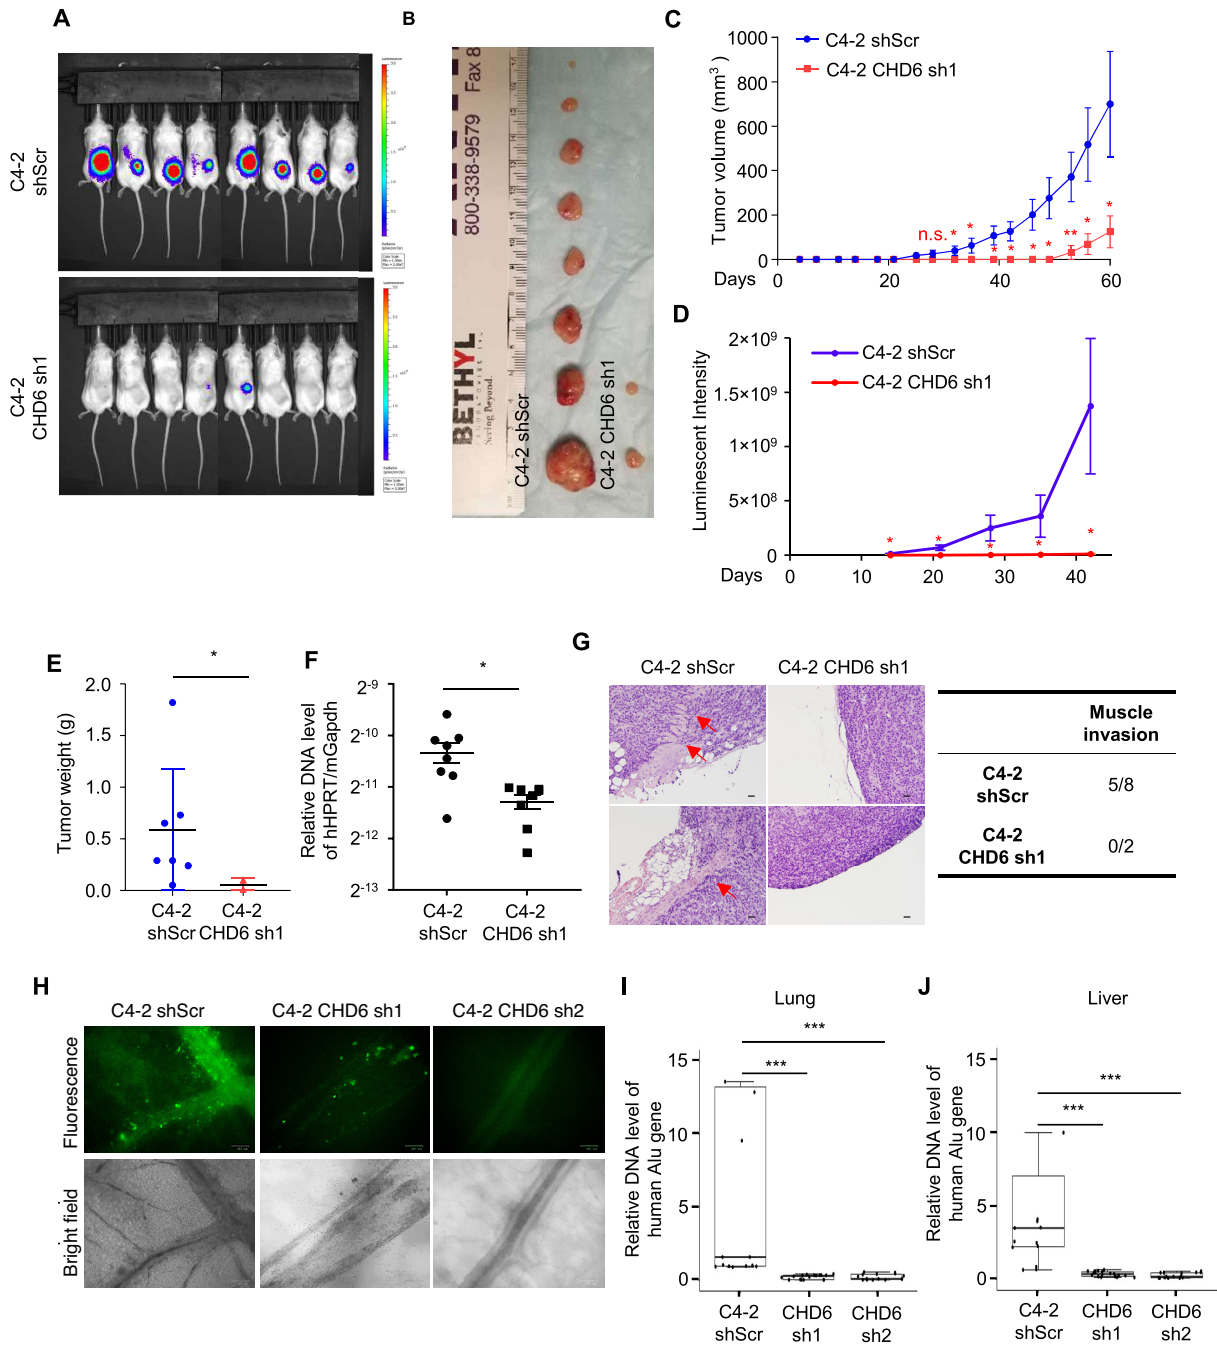 A
C4-2
shScr
C4-2
CHD6 sh1
B
800-338-9579 Fax 8
BETHYL
LABORATORIES INC.
Seeing Beyond.
C4-2 shScr
C4-2 CHD6 sh1
C
C4-2 shScr
C4-2 CHD6 sh1
Tumor volume (mm3)
1000
800
600
400
200
0
n.s. * * * * * * ** * *
Days
0 20 40 60
D
C4-2 shScr
C4-2 CHD6 sh1
Luminescent Intensity
2×10⁹
1.5×10⁹
1×10⁹
5×10⁸
0
* * * * *
Days
0 10 20 30 40
E
*
Tumor weight (g)
2.0
1.5
1.0
0.5
0.0
C4-2
shScr
C4-2
CHD6 sh1
F
*
Relative DNA level
of hHPRT/mGapdh
2-9
2-10
2-11
2-12
2-13
C4-2
shScr
C4-2
CHD6 sh1
G
C4-2 shScr
C4-2 CHD6 sh1
Muscle
invasion
C4-2
shScr
5/8
C4-2
CHD6 sh1
0/2
H
C4-2 shScr
C4-2 CHD6 sh1
C4-2 CHD6 sh2
Fluorescence
Bright field
I
Lung
***
***
Relative DNA level of
human Alu gene
15
10
5
0
C4-2
shScr
CHD6
sh1
CHD6
sh2
J
Liver
***
***
Relative DNA level of
human Alu gene
15
10
5
0
C4-2
shScr
CHD6
sh1
CHD6
sh2